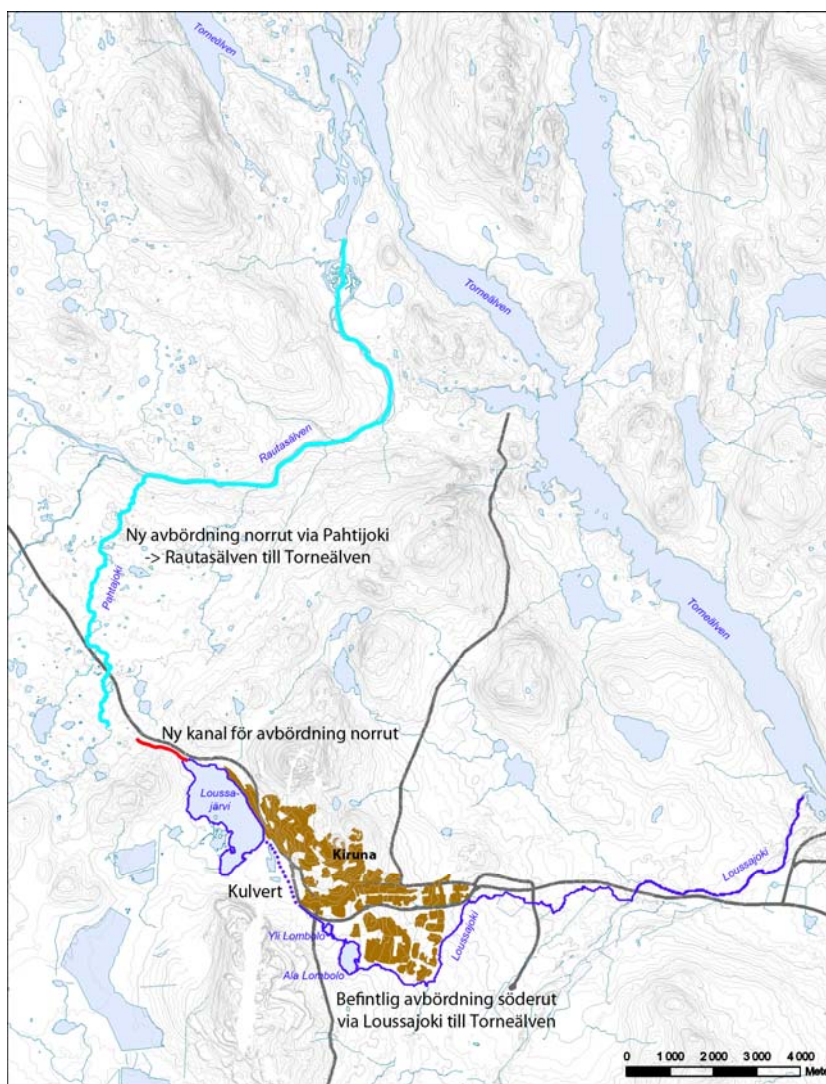 Torneälven
Torneälven
Rautasälven
Ny avbördning norrut via Pahtijoki
-> Rautasälven till Torneälven
Pahtajoki
Torneälven
Ny kanal för avbördning norrut
Loussa-
järvi
Kiruna
Loussajoki
Kulvert
Yli Lombolo
Loussajoki
Ala Lombolo
Befintlig avbördning söderut
via Loussajoki till Torneälven
0 1 000 2 000 3 000 4 000
Mete